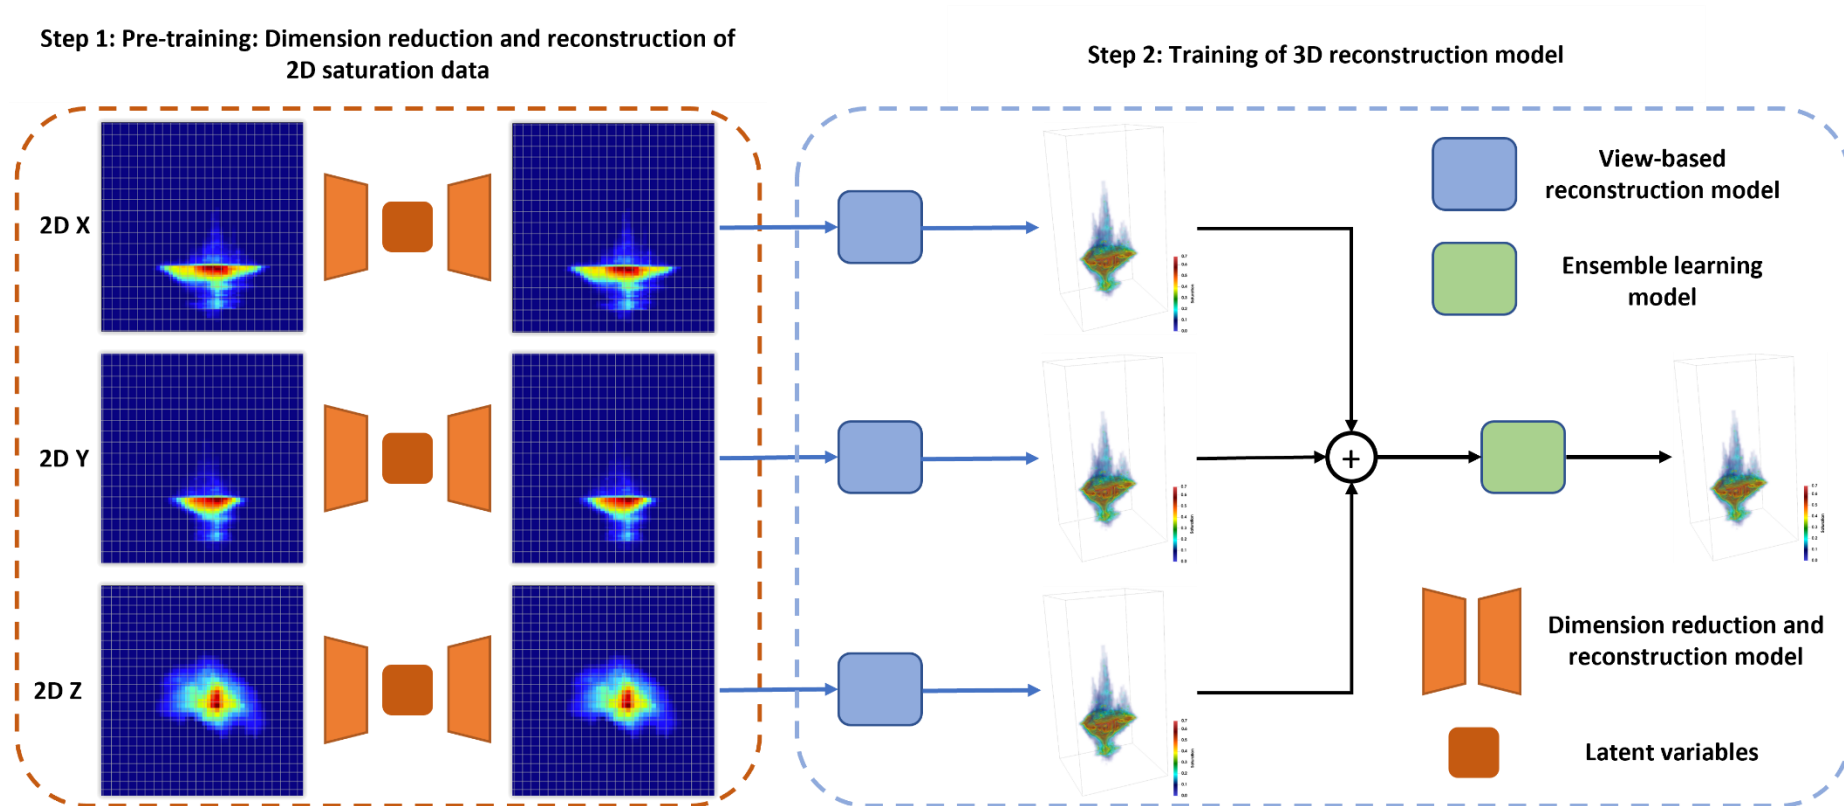 Step 1: Pre-training: Dimension reduction and reconstruction of
2D saturation data
Step 2: Training of 3D reconstruction model
2D X
2D Y
2D Z
View-based
reconstruction model
Ensemble learning
model
+
Dimension reduction and
reconstruction model
Latent variables